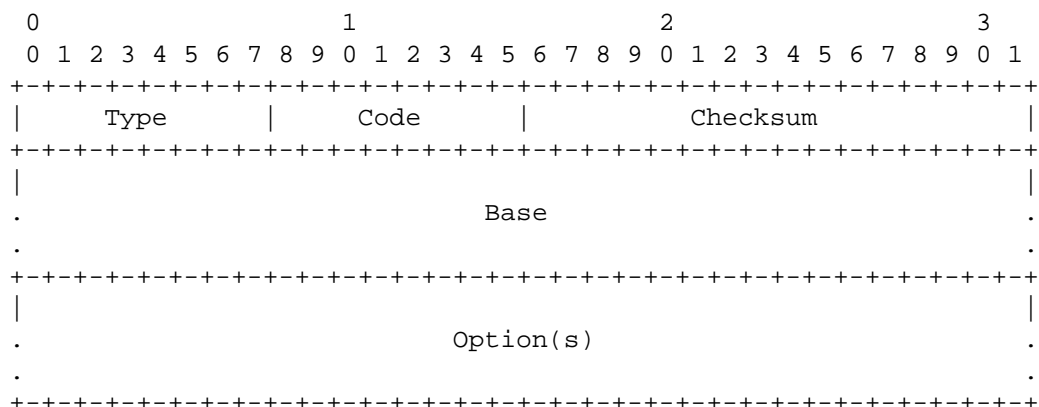 0                   1                   2                   3
 0 1 2 3 4 5 6 7 8 9 0 1 2 3 4 5 6 7 8 9 0 1 2 3 4 5 6 7 8 9 0 1
+-+-+-+-+-+-+-+-+-+-+-+-+-+-+-+-+-+-+-+-+-+-+-+-+-+-+-+-+-+-+-+-+
|     Type      |     Code      |          Checksum             |
+-+-+-+-+-+-+-+-+-+-+-+-+-+-+-+-+-+-+-+-+-+-+-+-+-+-+-+-+-+-+-+-+
|                                                               |
.                             Base                              .
.                                                               .
+-+-+-+-+-+-+-+-+-+-+-+-+-+-+-+-+-+-+-+-+-+-+-+-+-+-+-+-+-+-+-+-+
|                                                               |
.                           Option(s)                           .
.                                                               .
+-+-+-+-+-+-+-+-+-+-+-+-+-+-+-+-+-+-+-+-+-+-+-+-+-+-+-+-+-+-+-+-+